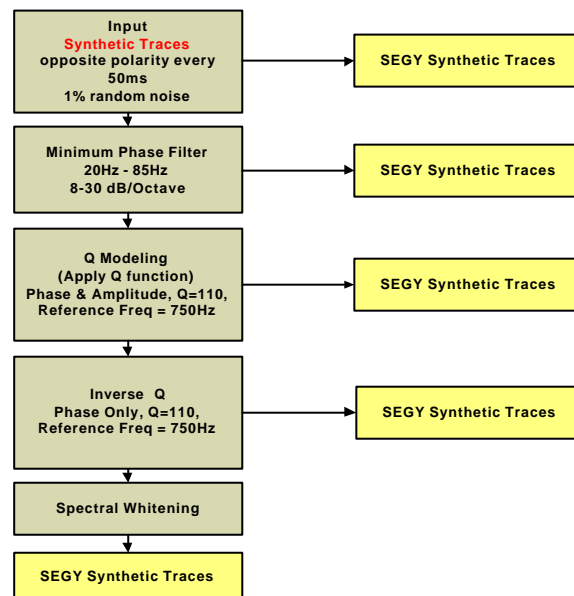 Input
Synthetic Traces
opposite polarity every
50ms
1% random noise
SEGY Synthetic Traces
Minimum Phase Filter
20Hz - 85Hz
8-30 dB/Octave
SEGY Synthetic Traces
Q Modeling
(Apply Q function)
Phase & Amplitude, Q=110,
Reference Freq = 750Hz
SEGY Synthetic Traces
Inverse Q
Phase Only, Q=110,
Reference Freq = 750Hz
SEGY Synthetic Traces
Spectral Whitening
SEGY Synthetic Traces